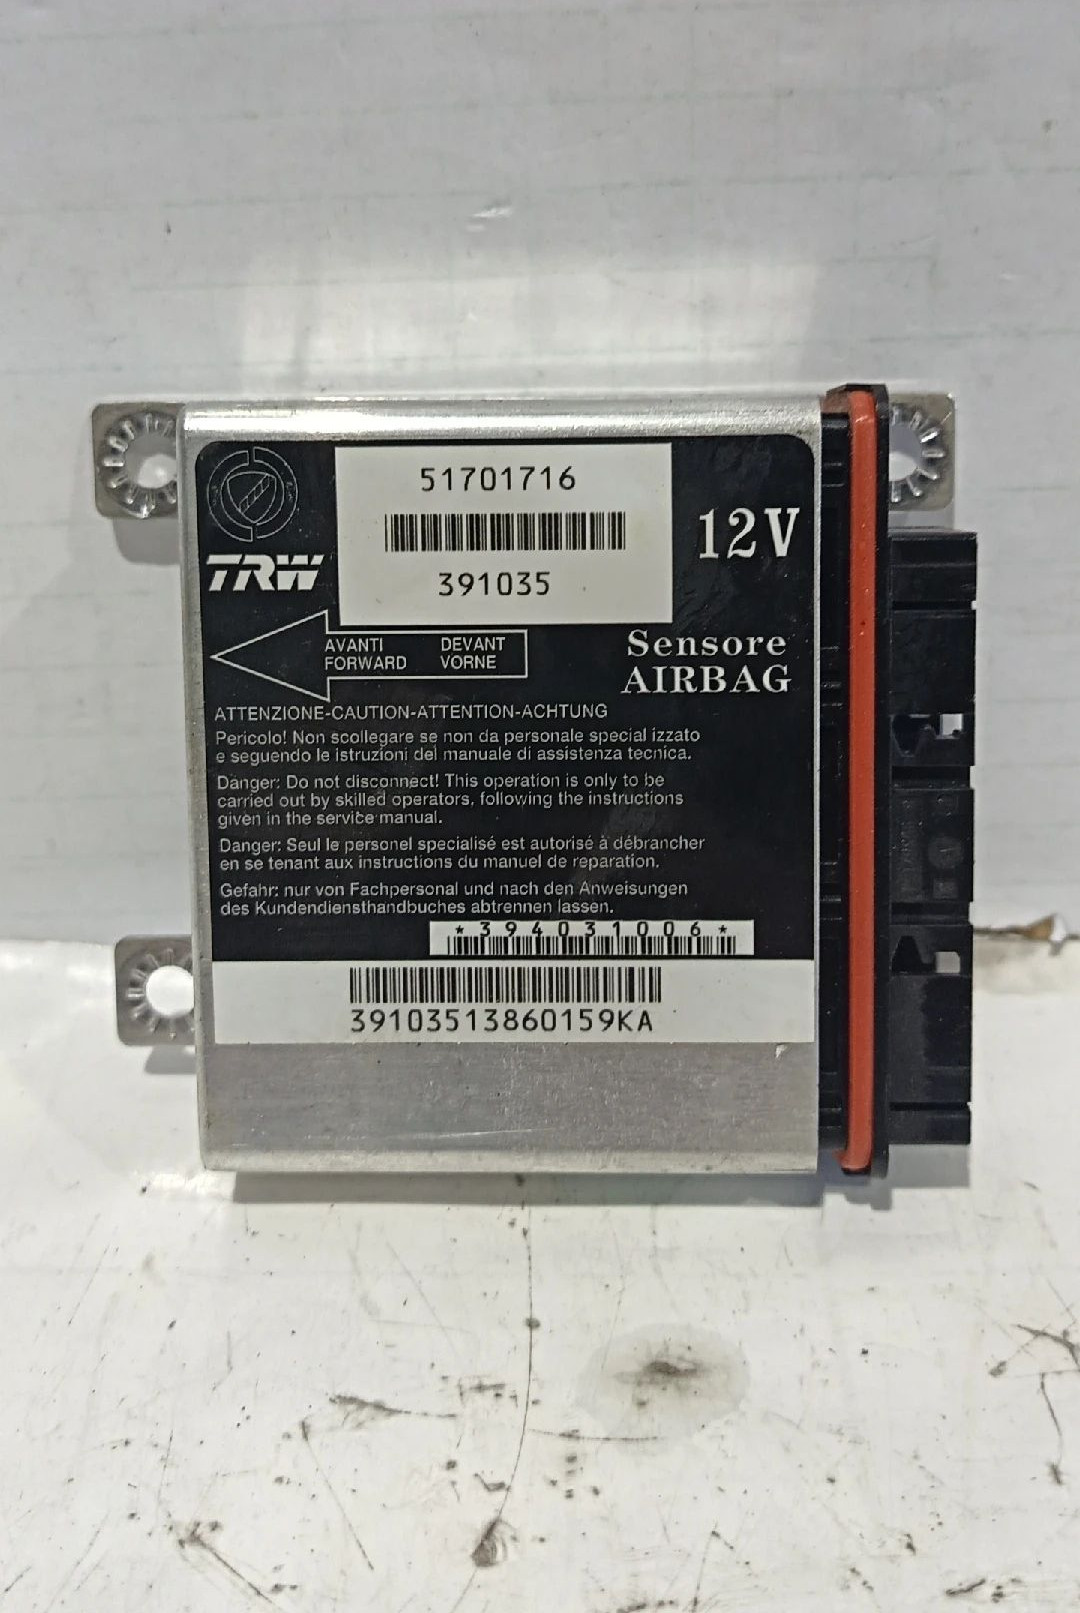 51701716
391035
12V
TRW
AVANTI DEVANT
FORWARD VORNE
Sensore
AIRBAG
ATTENZIONE-CAUTION-ATTENTION-ACHTUNG
Pericolo! Non scollegare se non da personale special izzato
e seguendo le istruzioni del manuale di assistenza tecnica.
Danger: Do not disconnect! This operation is only to be
carried out by skilled operators, following the instructions
given in the service manual.
Danger: Seul le personel specialisé est autorisé à débrancher
en se tenant aux instructions du manuel de reparation.
Gefahr: nur von Fachpersonal und nach den Anweisungen
des Kundendiensthandbuches abtrennen lassen.
*394031006*
39103513860159KA